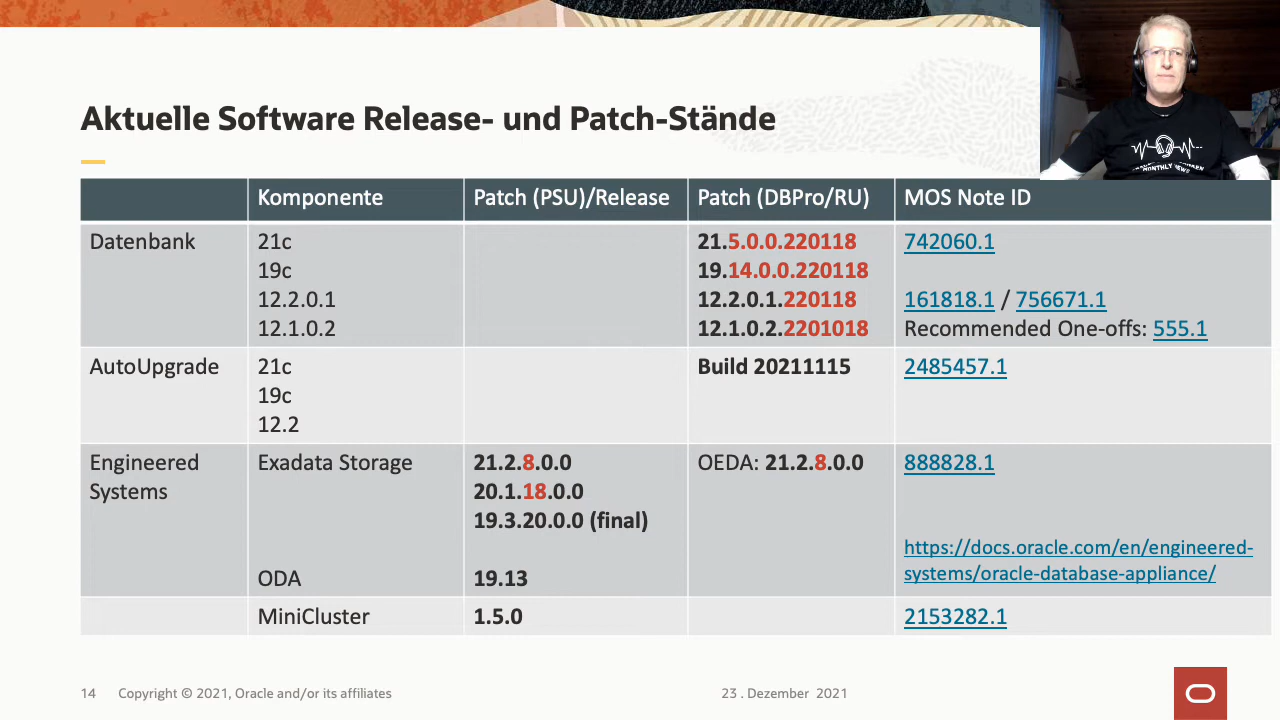 Aktuelle Software Release- und Patch-Stände
Komponente Patch (PSU)/Release Patch (DBPro/RU) MOS Note ID
Datenbank 21c 21.5.0.0.220118 742060.1
19c 19.14.0.0.220118
12.2.0.1 12.2.0.1.220118 161818.1 / 756671.1
12.1.0.2 12.1.0.2.2201018 Recommended One-offs: 555.1
AutoUpgrade 21c Build 20211115 2485457.1
19c
12.2
Engineered Exadata Storage 21.2.8.0.0 OEDA: 21.2.8.0.0 888828.1
Systems 20.1.18.0.0
19.3.20.0.0 (final)
https://docs.oracle.com/en/engineered-
ODA 19.13 systems/oracle-database-appliance/
MiniCluster 1.5.0 2153282.1
14 Copyright © 2021, Oracle and/or its affiliates 23 . Dezember 2021
MONTHLY NEWS